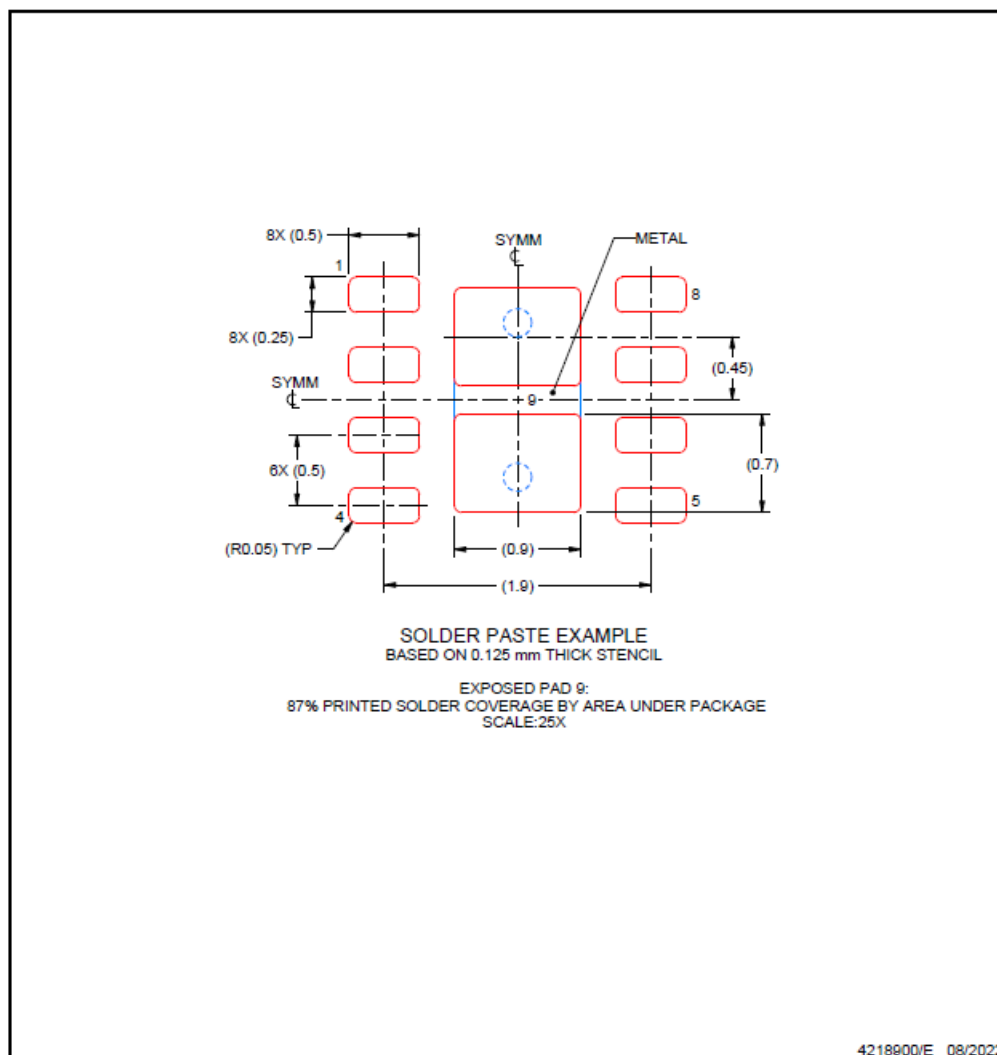 8X (0.5)
SYMM
℄
METAL
1
8
8X (0.25)
(0.45)
SYMM
℄
9
6X (0.5)
(0.7)
4
5
(R0.05) TYP
(0.9)
(1.9)
SOLDER PASTE EXAMPLE
BASED ON 0.125 mm THICK STENCIL
EXPOSED PAD 9:
87% PRINTED SOLDER COVERAGE BY AREA UNDER PACKAGE
SCALE:25X
4218900/E